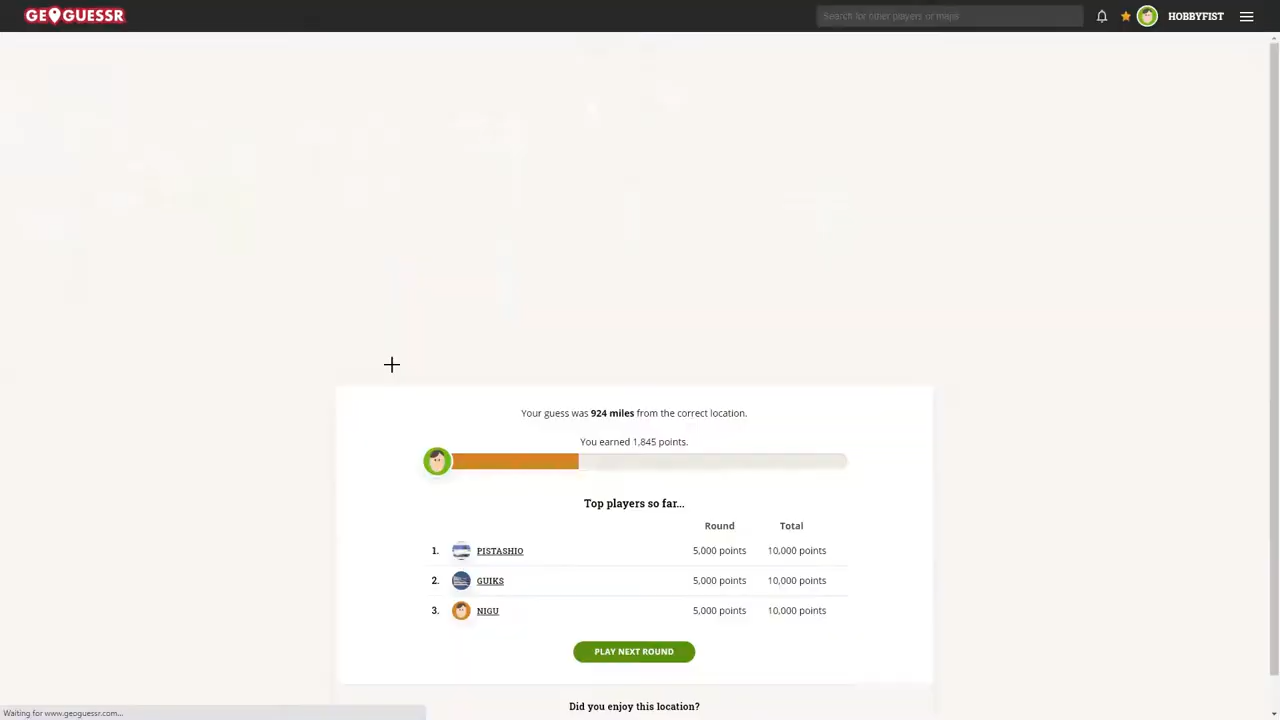 GEOGUESSR
Search for other players or maps
HOBBYFIST
Your guess was 924 miles from the correct location.
You earned 1,845 points.
Top players so far...
Round Total
1. PISTASHIO 5,000 points 10,000 points
2. GUIKS 5,000 points 10,000 points
3. NIGU 5,000 points 10,000 points
PLAY NEXT ROUND
Did you enjoy this location?
Waiting for www.geoguessr.com...